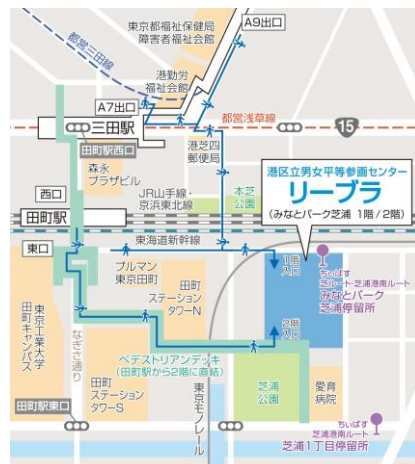 東京都福祉保健局
障害者福祉会館
A9出口
都営三田線
港勤労
福祉会館
A7出口
三田駅
都営浅草線
15
田町駅西口
港芝四
郵便局
森永
プラザビル
港区立男女平等参画センター
リーブラ
(みなとパーク芝浦 1階/2階)
西口
JR山手線・
京浜東北線
本芝
公園
田町駅
東海道新幹線
東口
プルマン
東京田町
田町
ステーション
タワーN
1階
入口
ちぃばす
芝ルート・芝浦港南ルート
みなとパーク
芝浦停留所
2階
入口
東京工業大学
田町キャンパス
なぎさ通り
ペデストリアンデッキ
(田町駅から2階に直結)
田町
ステーション
タワーS
東京モノレール
芝浦
公園
愛育
病院
田町駅東口
ちぃばす
芝浦港南ルート
芝浦1丁目停留所